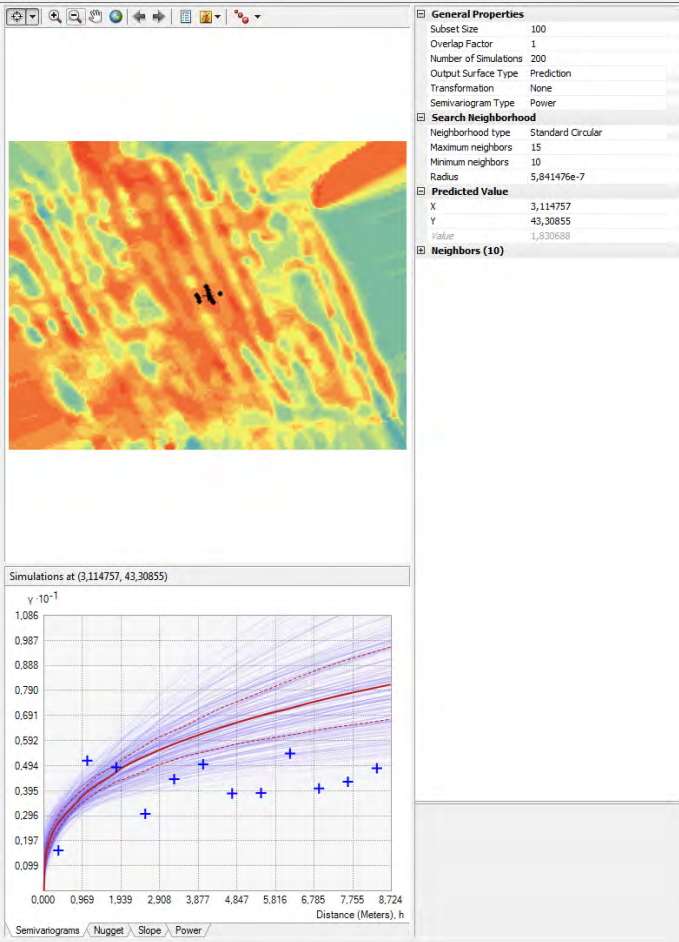 General Properties
Subset Size 100
Overlap Factor 1
Number of Simulations 200
Output Surface Type Prediction
Transformation None
Semivariogram Type Power
Search Neighborhood
Neighborhood type Standard Circular
Maximum neighbors 15
Minimum neighbors 10
Radius 5,841476e-7
Predicted Value
X 3,114757
Y 43,30855
Value 1,830688
Neighbors (10)
Simulations at (3,114757, 43,30855)
γ ·10-1
1,086
0,987
0,888
0,790
0,691
0,592
0,494
0,395
0,296
0,197
0,099
0,000 0,969 1,939 2,908 3,877 4,847 5,816 6,785 7,755 8,724
Distance (Meters), h
Semivariograms Nugget Slope Power